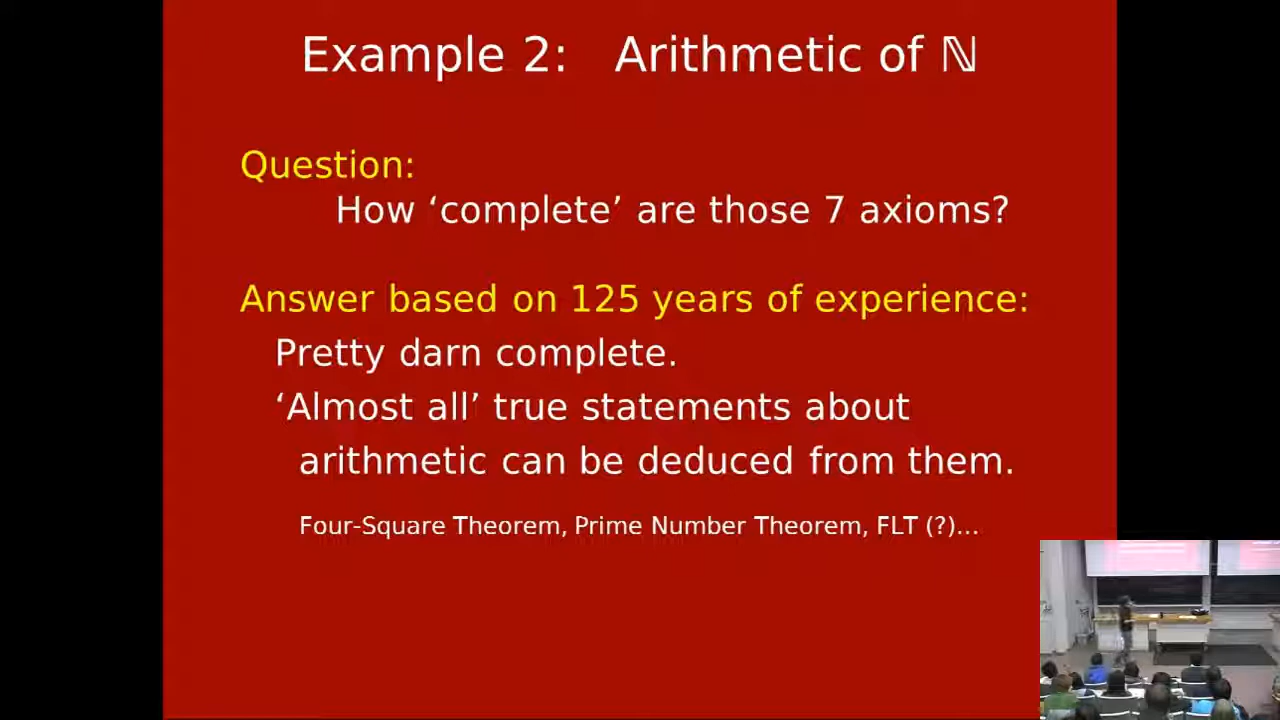 Example 2: Arithmetic of ℕ
Question:
How ‘complete’ are those 7 axioms?
Answer based on 125 years of experience:
Pretty darn complete.
‘Almost all’ true statements about
arithmetic can be deduced from them.
Four-Square Theorem, Prime Number Theorem, FLT (?)...